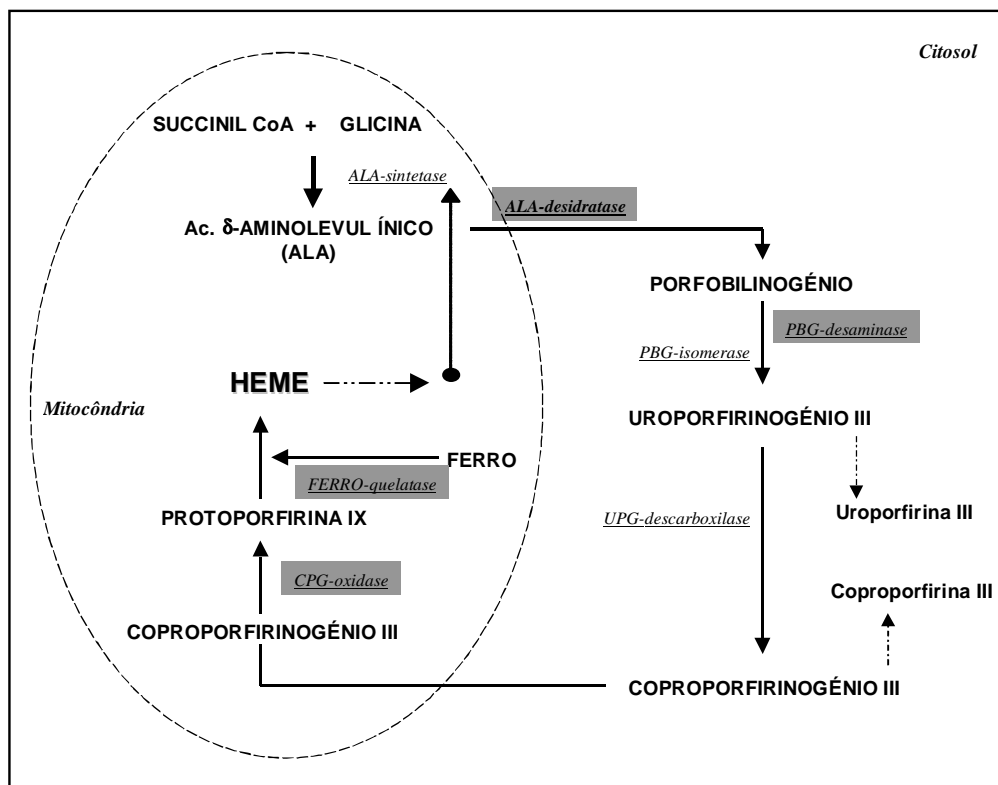 Citosol
SUCCINIL CoA + GLICINA
ALA-sintetase
ALA-desidratase
Ac. δ-AMINOLEVUL ÍNICO
(ALA)
PORFOBILINOGÉNIO
PBG-desaminase
PBG-isomerase
HEME
Mitocôndria
UROPORFIRINOGÉNIO III
FERRO
FERRO-quelatase
PROTOPORFIRINA IX
UPG-descarboxilase
Uroporfirina III
CPG-oxidase
Coproporfirina III
COPROPORFIRINOGÉNIO III
COPROPORFIRINOGÉNIO III